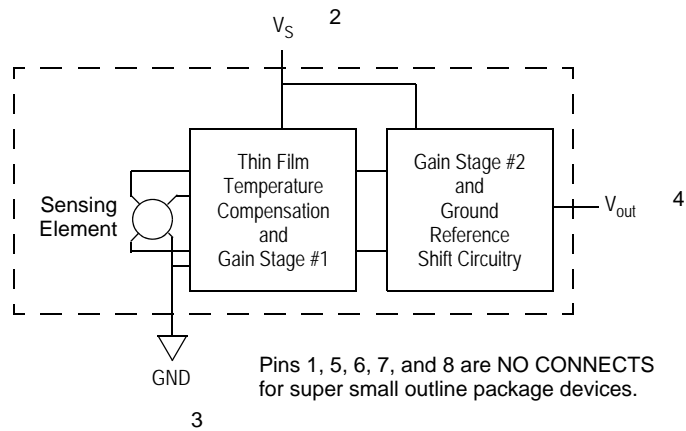 2
V_S
Thin Film
Temperature
Compensation
and
Gain Stage #1
Gain Stage #2
and
Ground
Reference
Shift Circuitry
Sensing
Element
V_out 4
GND
3
Pins 1, 5, 6, 7, and 8 are NO CONNECTS
for super small outline package devices.